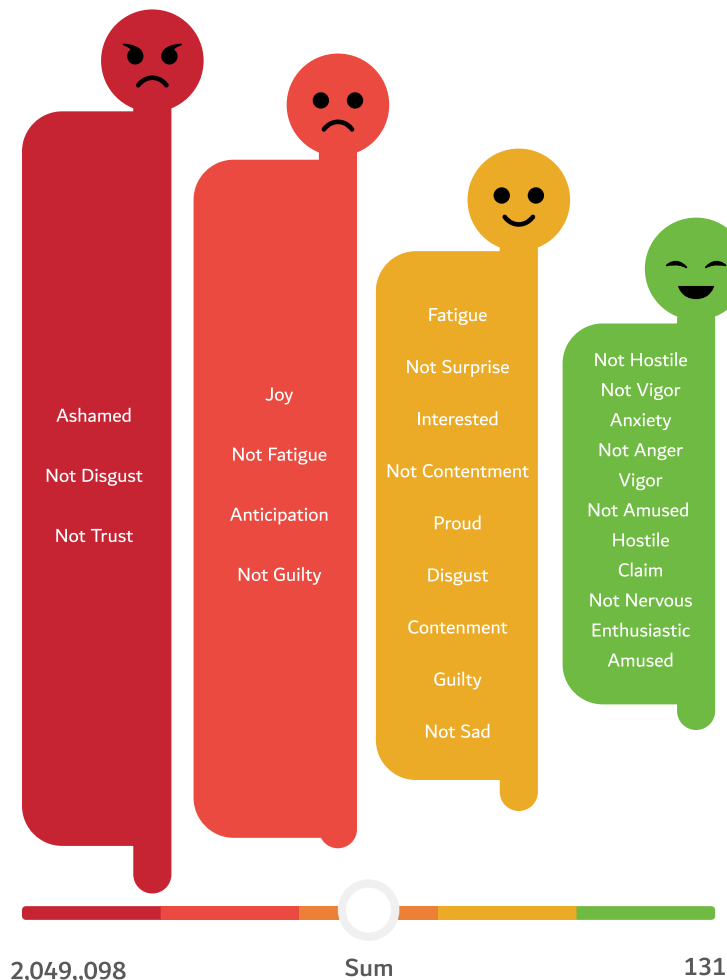 Ashamed
Not Disgust
Not Trust
Joy
Not Fatigue
Anticipation
Not Guilty
Fatigue
Not Surprise
Interested
Not Contentment
Proud
Disgust
Contenment
Guilty
Not Sad
Not Hostile
Not Vigor
Anxiety
Not Anger
Vigor
Not Amused
Hostile
Claim
Not Nervous
Enthusiastic
Amused
2,049,,098
Sum
131